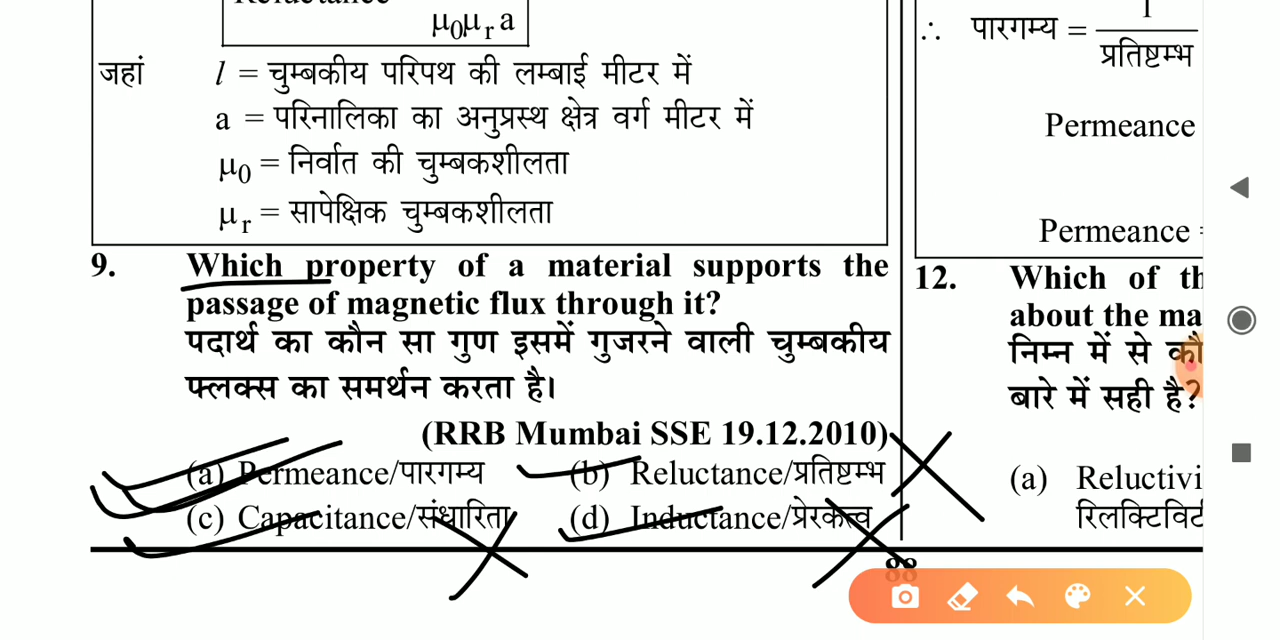 μ₀μᵣ a
जहां l = चुम्बकीय परिपथ की लम्बाई मीटर में
a = परिनालिका का अनुप्रस्थ क्षेत्र वर्ग मीटर में
μ₀ = निर्वात की चुम्बकशीलता
μᵣ = सापेक्षिक चुम्बकशीलता
9. Which property of a material supports the
passage of magnetic flux through it?
पदार्थ का कौन सा गुण इसमें गुजरने वाली चुम्बकीय
फ्लक्स का समर्थन करता है।
(RRB Mumbai SSE 19.12.2010)
(a) Permeance/पारगम्य (b) Reluctance/प्रतिष्टम्भ
(c) Capacitance/संधारिता (d) Inductance/प्रेरकत्व
88
1
∴ पारगम्य =
प्रतिष्टम्भ
Permeance
Permeance =
12. Which of th
about the ma
निम्न में से कौ
बारे में सही है?
(a) Reluctivi
रिलक्टिविट